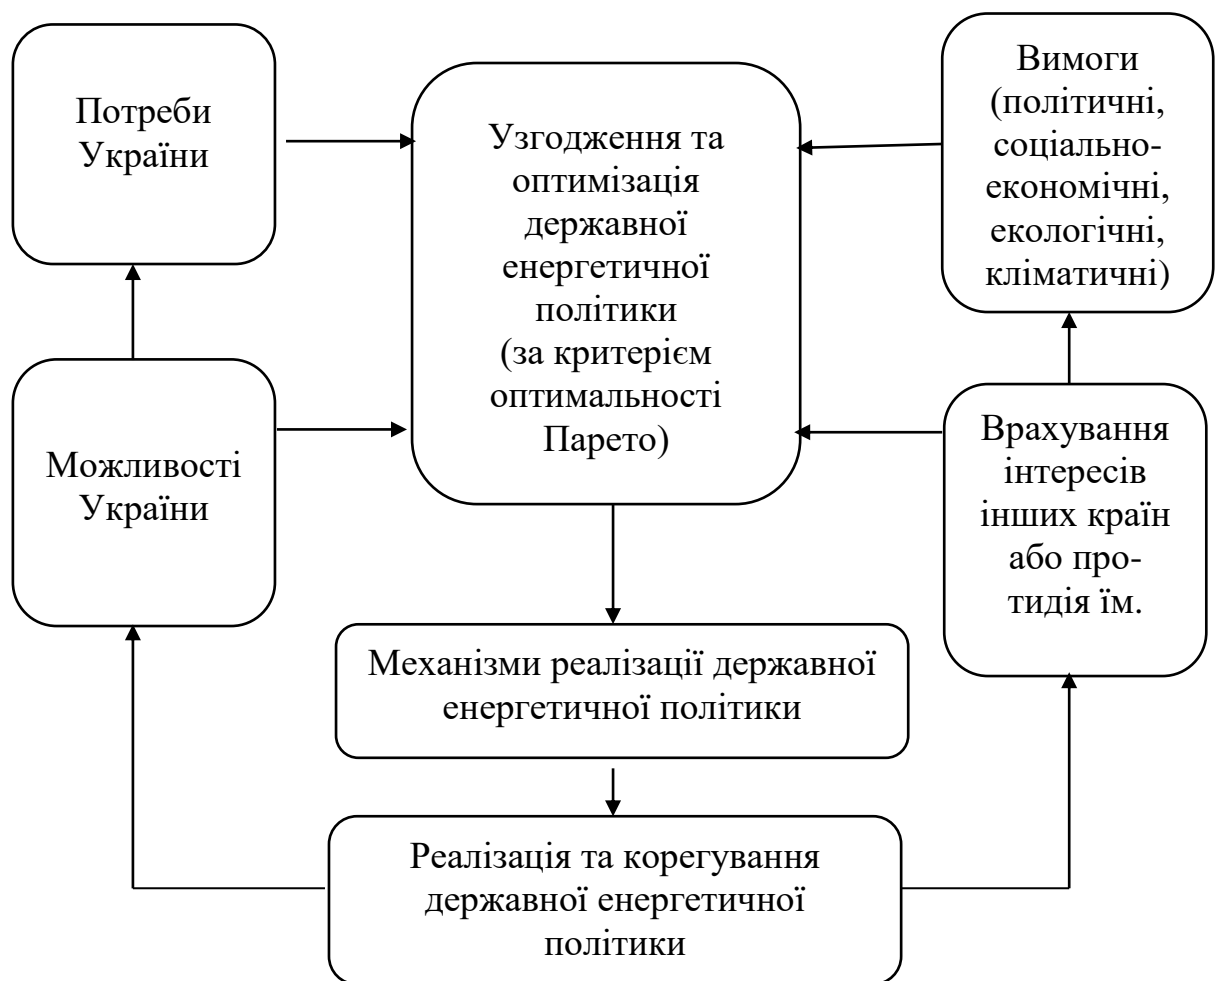 Потреби
України
Узгодження та
оптимізація
державної
енергетичної
політики
(за критерієм
оптимальності
Парето)
Вимоги
(політичні,
соціально-
економічні,
екологічні,
кліматичні)
Можливості
України
Врахування
інтересів
інших країн
або про-
тидія їм.
Механізми реалізації державної
енергетичної політики
Реалізація та корегування
державної енергетичної
політики